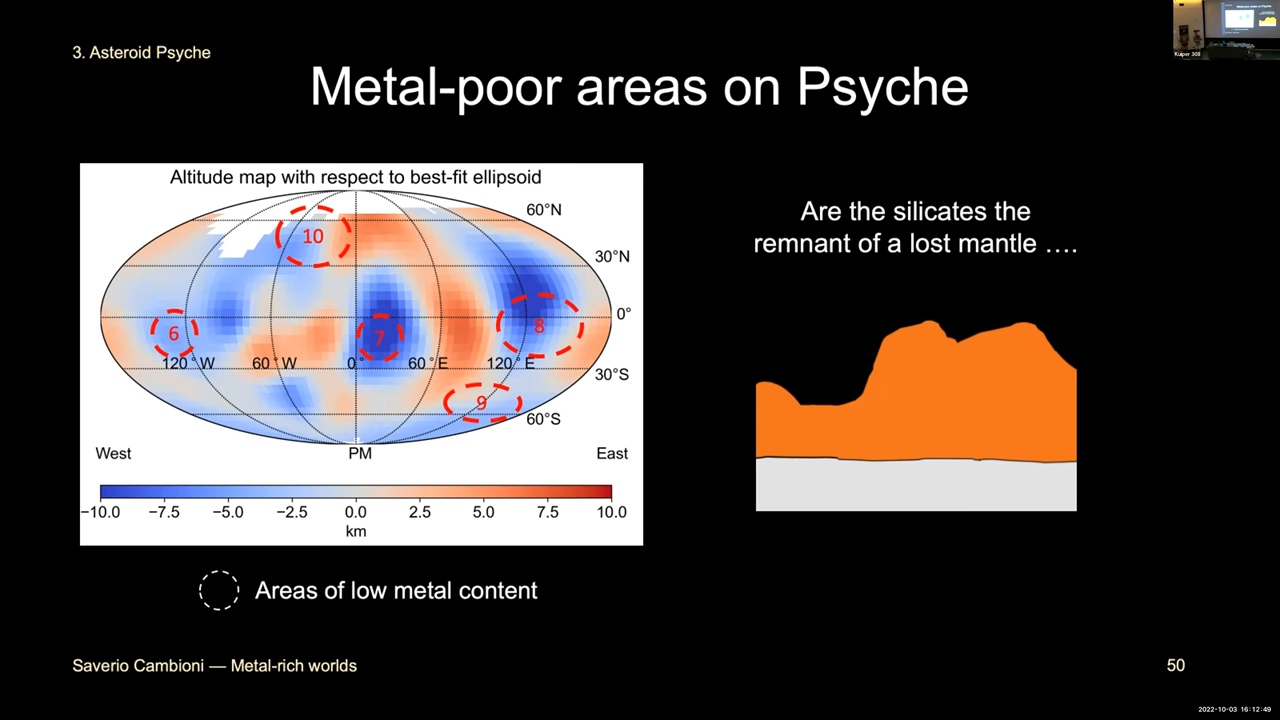 3. Asteroid Psyche
Metal-poor areas on Psyche
Kuiper 308
Altitude map with respect to best-fit ellipsoid
60°N
30°N
0°
30°S
60°S
10
6
7
8
9
120°W
60°W
0°
60°E
120°E
West
PM
East
−10.0
−7.5
−5.0
−2.5
0.0
2.5
5.0
7.5
10.0
km
Areas of low metal content
Are the silicates the
remnant of a lost mantle ....
Saverio Cambioni — Metal-rich worlds
50
2022-10-03 16:12:49